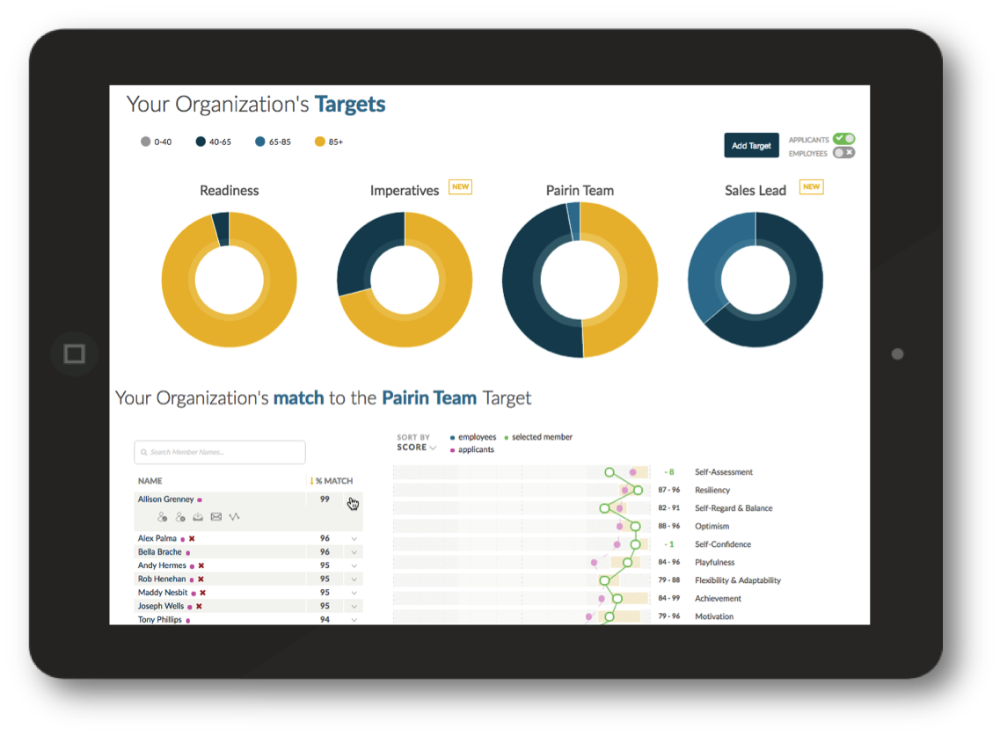 Your Organization's Targets
0-40 40-65 65-85 85+
Add Target
APPLICANTS
EMPLOYEES
Readiness
Imperatives NEW
Pairin Team
Sales Lead NEW
Your Organization's match to the Pairin Team Target
SORT BY
SCORE
employees selected member
applicants
Search Member Names...
NAME % MATCH
Allison Grenney 99
Alex Palma 96
Bella Brache 96
Andy Hermes 95
Rob Henehan 95
Maddy Nesbit 95
Joseph Wells 95
Tony Phillips 94
- 8 Self-Assessment
87 - 96 Resiliency
82 - 91 Self-Regard & Balance
88 - 96 Optimism
- 1 Self-Confidence
84 - 96 Playfulness
79 - 88 Flexibility & Adaptability
84 - 99 Achievement
79 - 96 Motivation